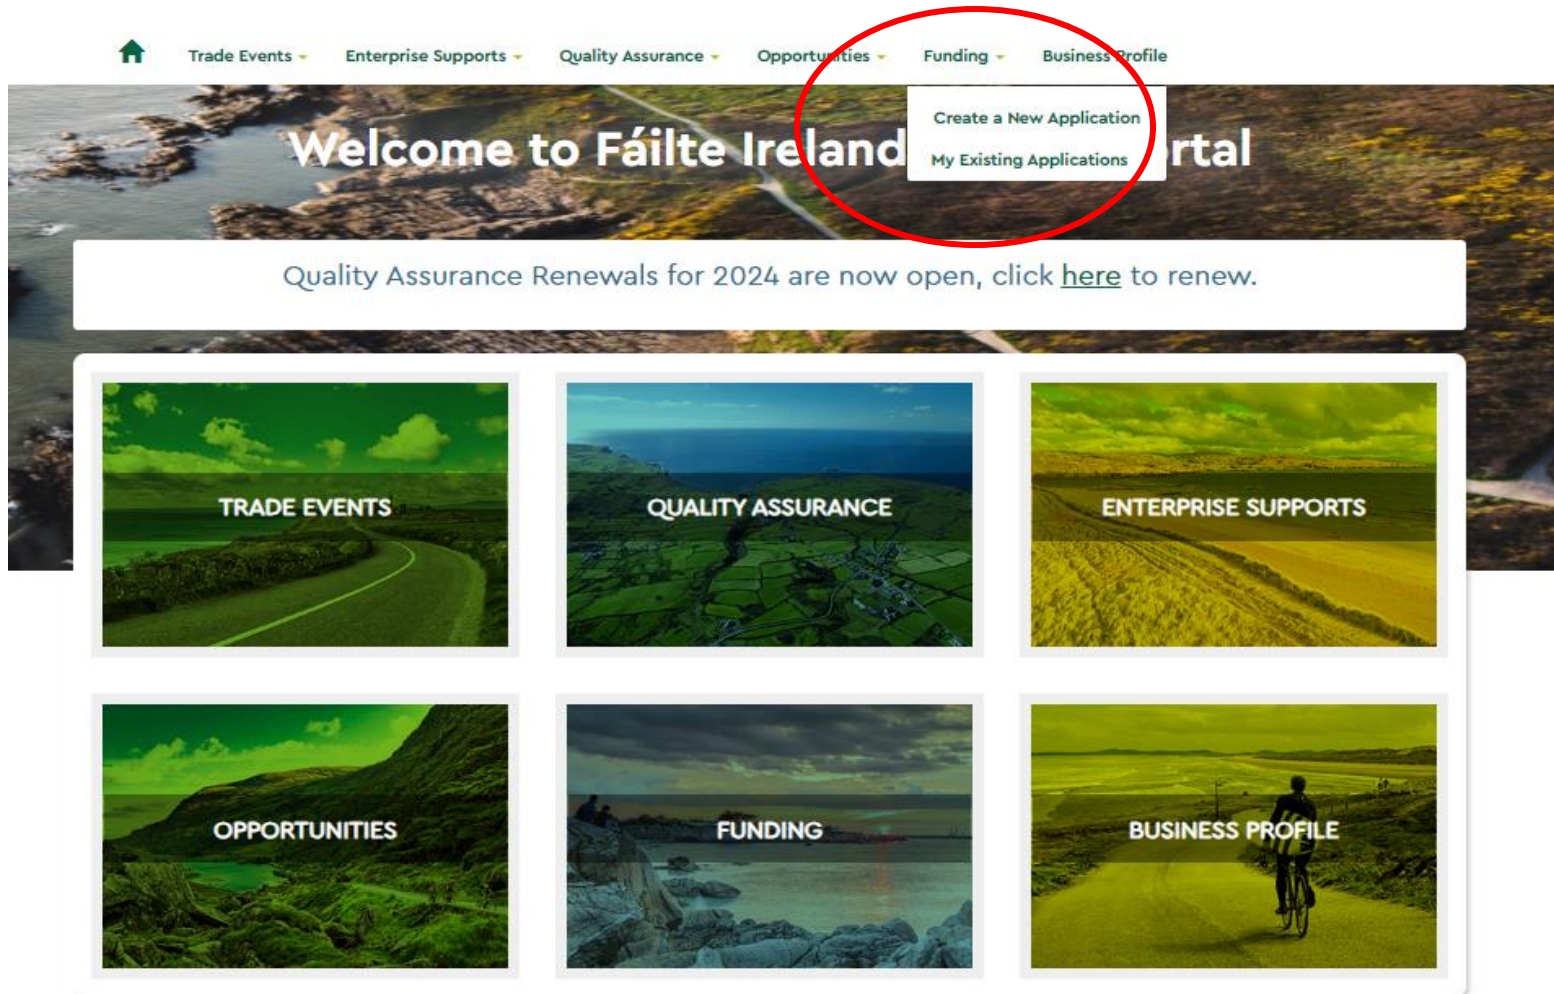 Trade Events Enterprise Supports Quality Assurance Opportunities Funding Business Profile
Create a New Application
My Existing Applications
Welcome to Fáilte Ireland rtal
Quality Assurance Renewals for 2024 are now open, click here to renew.
TRADE EVENTS QUALITY ASSURANCE ENTERPRISE SUPPORTS
OPPORTUNITIES FUNDING BUSINESS PROFILE